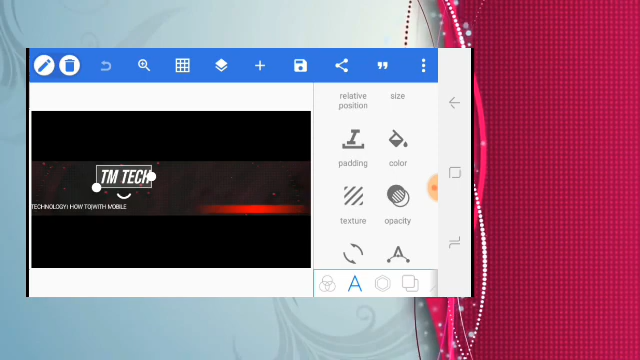 relative
position
size
TM TECH
padding
color
TECHNOLOGY| HOW TO|WITH MOBILE
texture
opacity